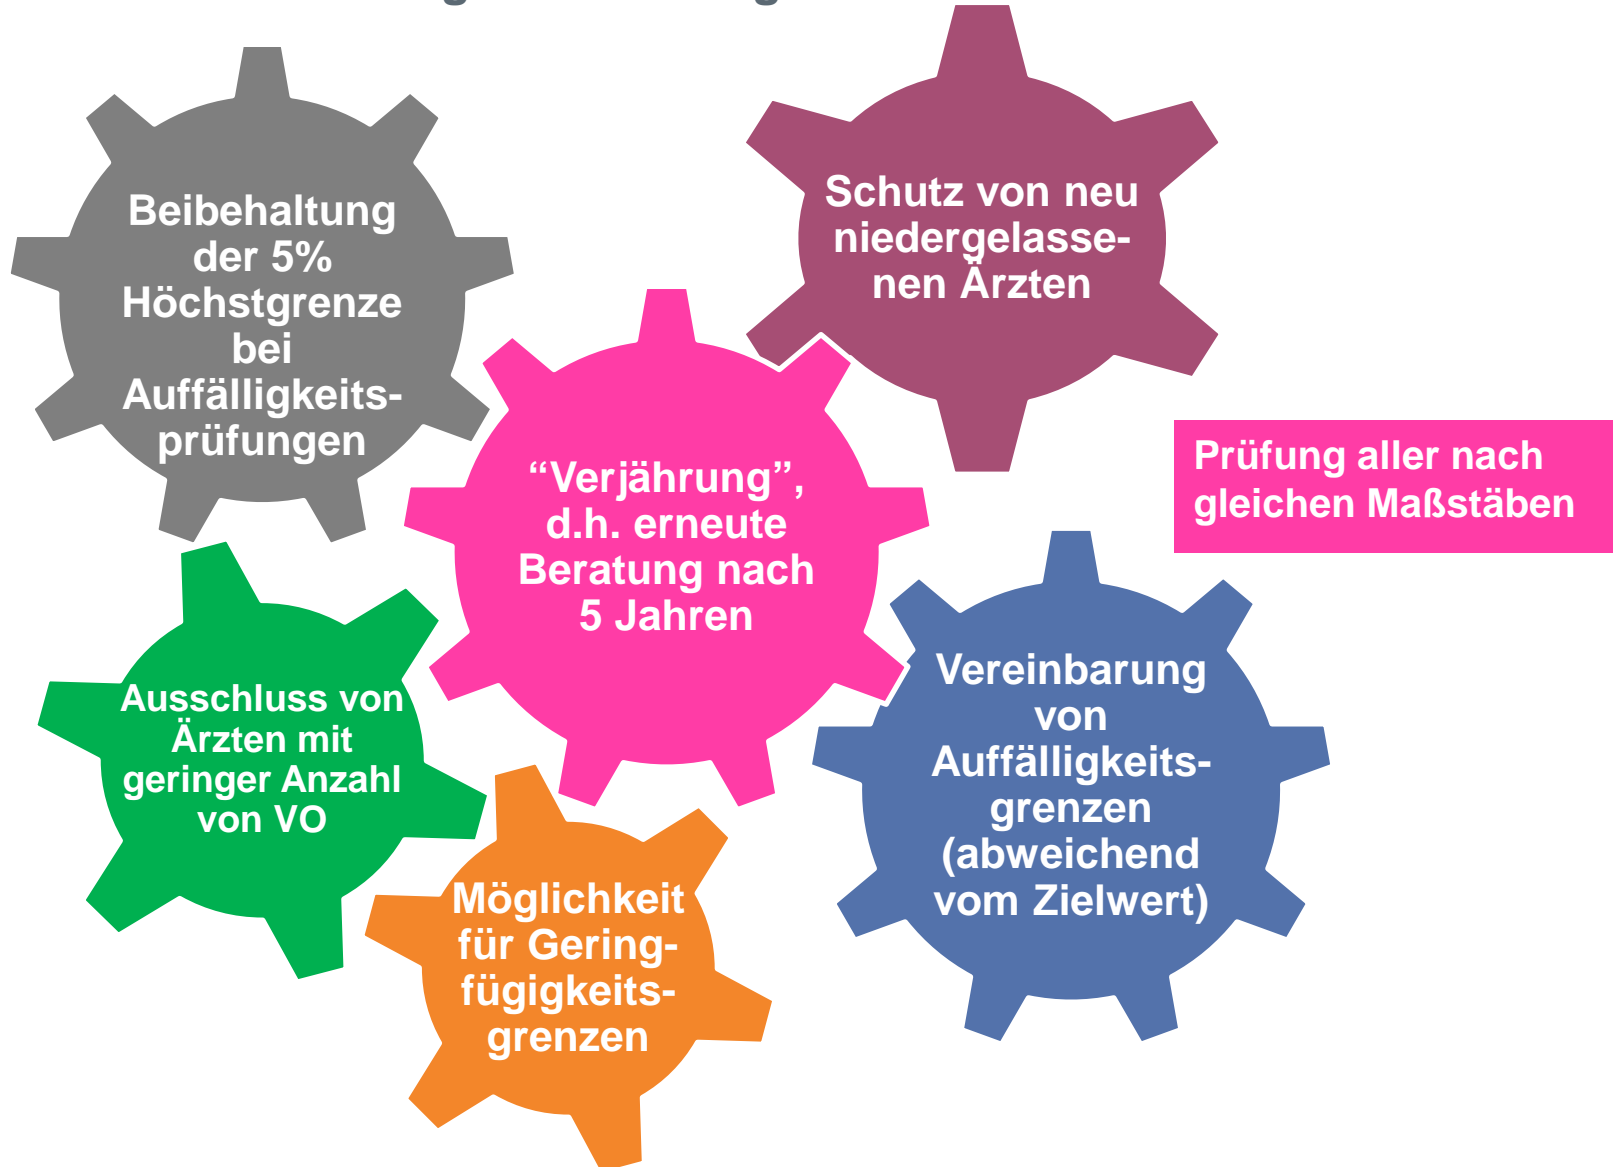 Beibehaltung
der 5%
Höchstgrenze
bei
Auffälligkeits-
prüfungen
Schutz von neu
niedergelasse-
nen Ärzten
“Verjährung”,
d.h. erneute
Beratung nach
5 Jahren
Prüfung aller nach
gleichen Maßstäben
Ausschluss von
Ärzten mit
geringer Anzahl
von VO
Vereinbarung
von
Auffälligkeits-
grenzen
(abweichend
vom Zielwert)
Möglichkeit
für Gering-
fügigkeits-
grenzen